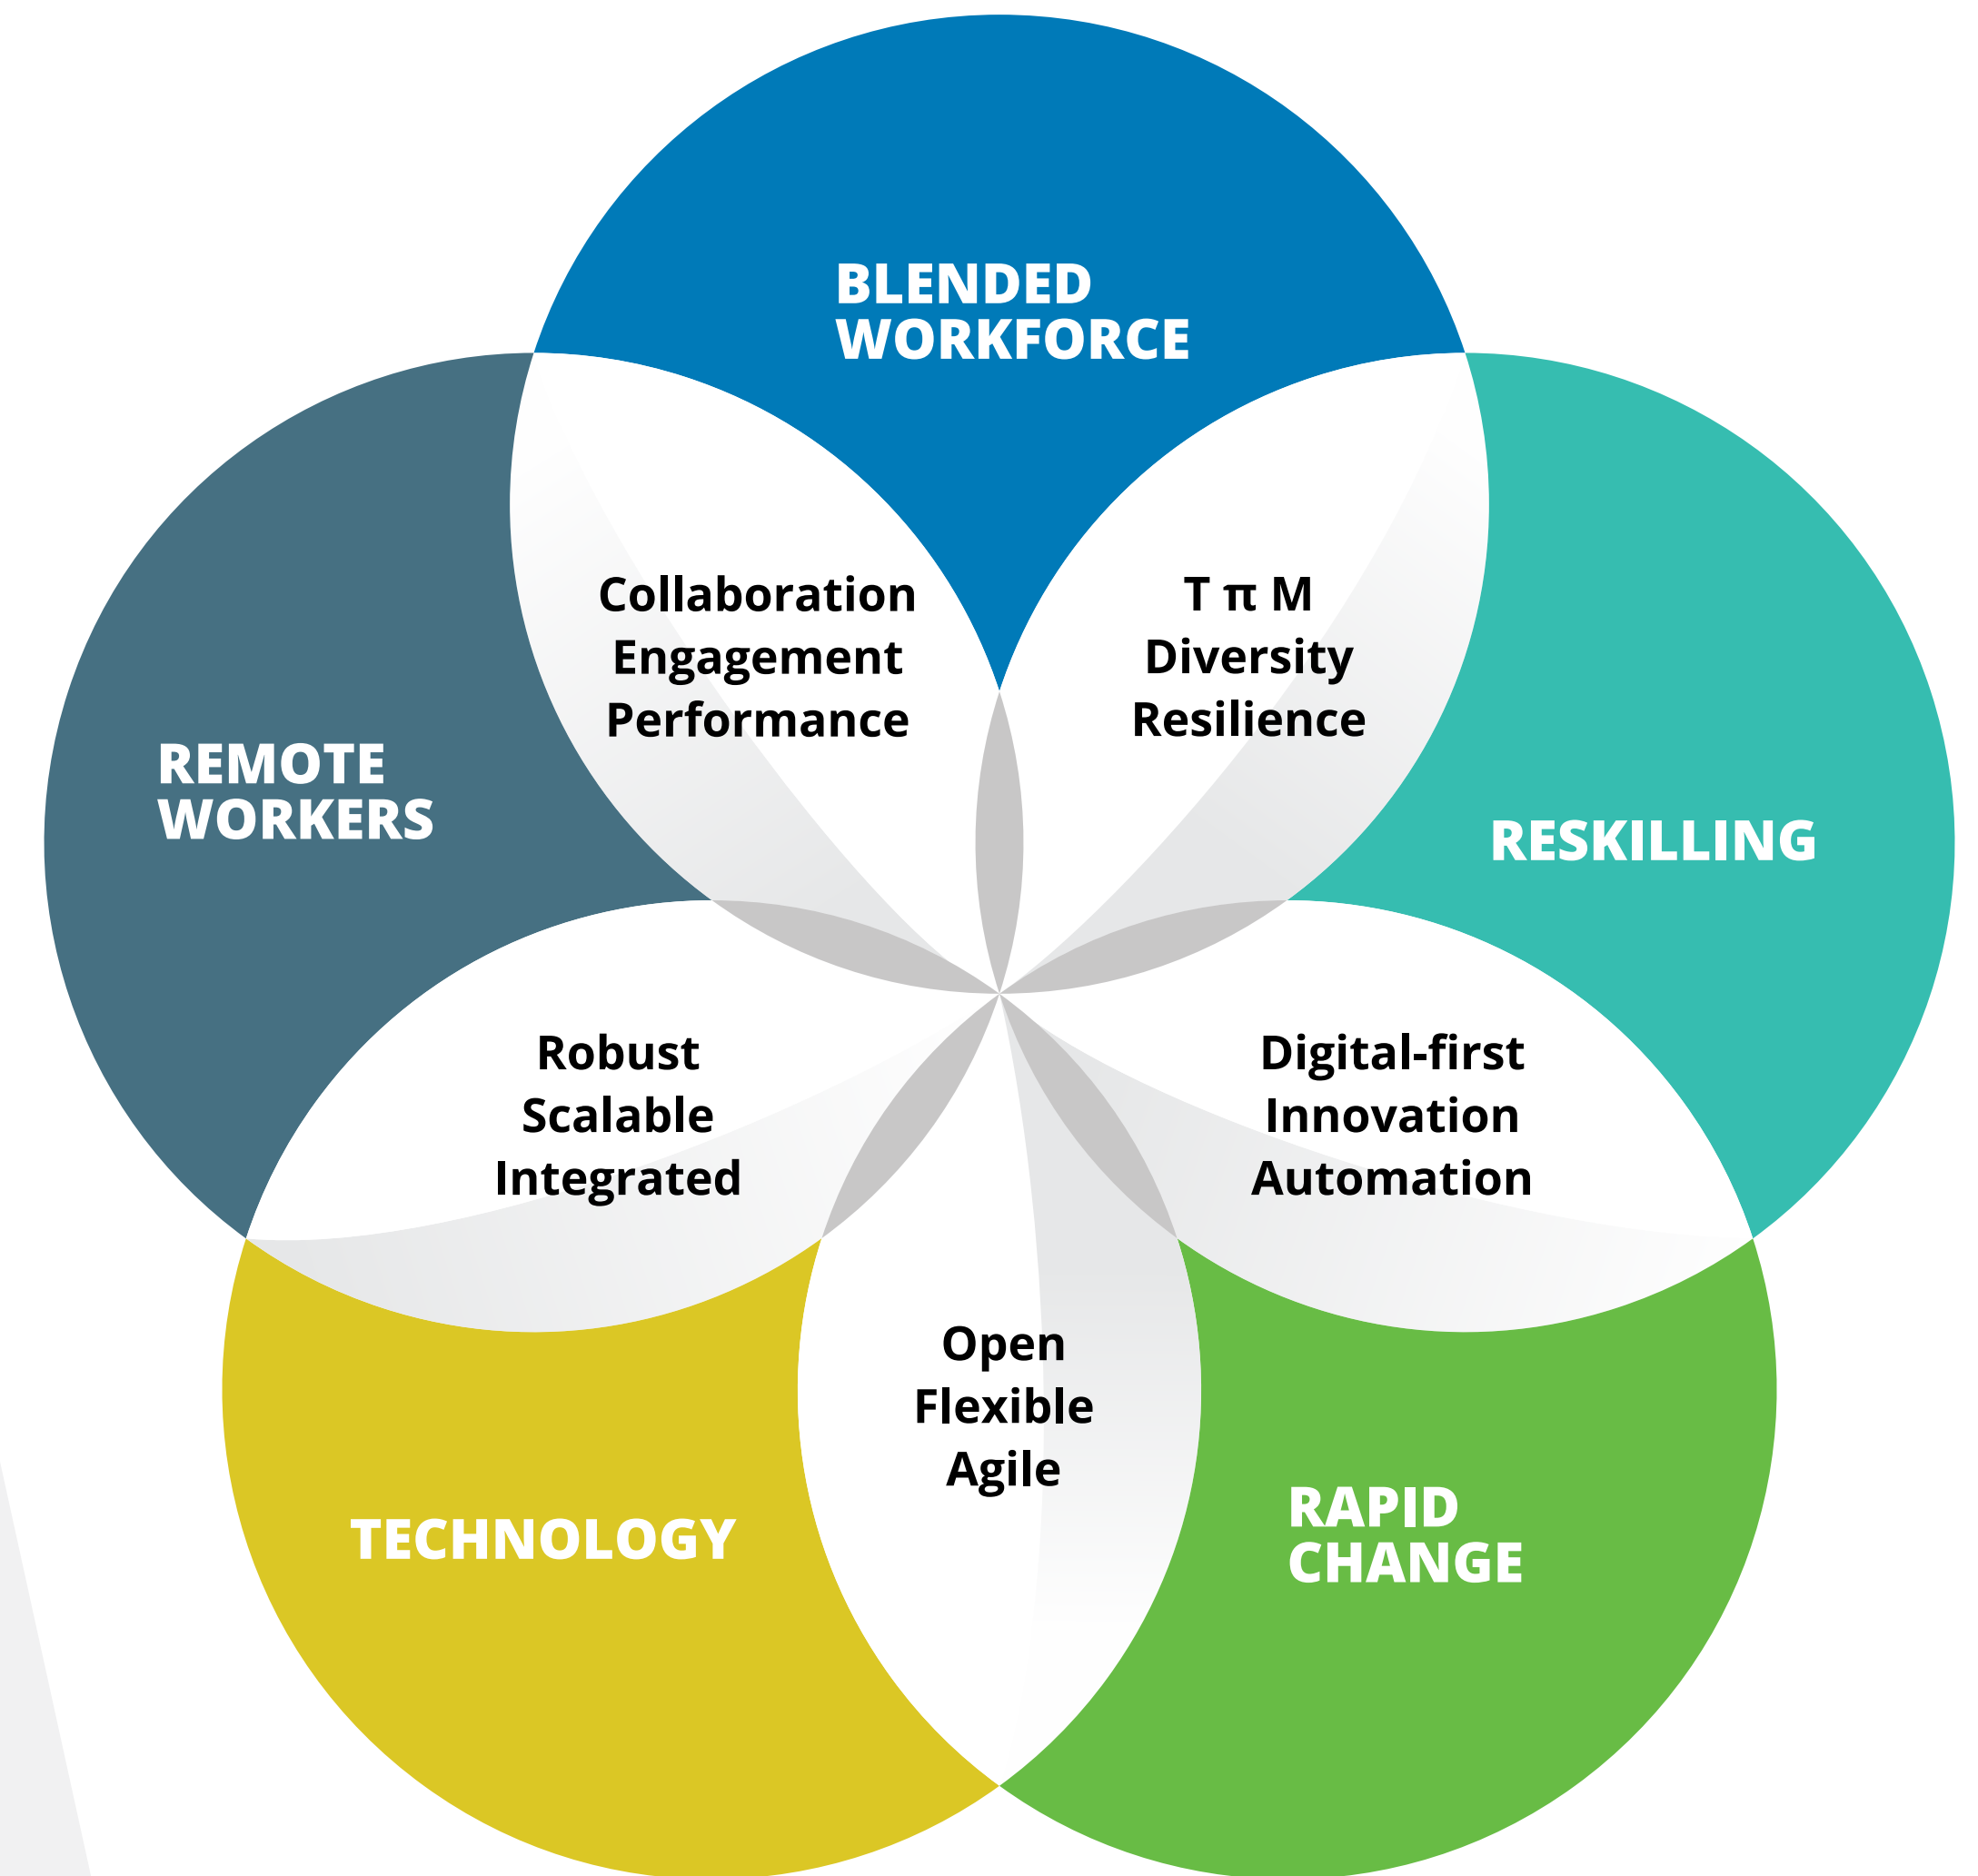 BLENDED
WORKFORCE
Collaboration
Engagement
Performance
T π M
Diversity
Resilience
REMOTE
WORKERS
RESKILLING
Robust
Scalable
Integrated
Digital-first
Innovation
Automation
Open
Flexible
Agile
TECHNOLOGY
RAPID
CHANGE